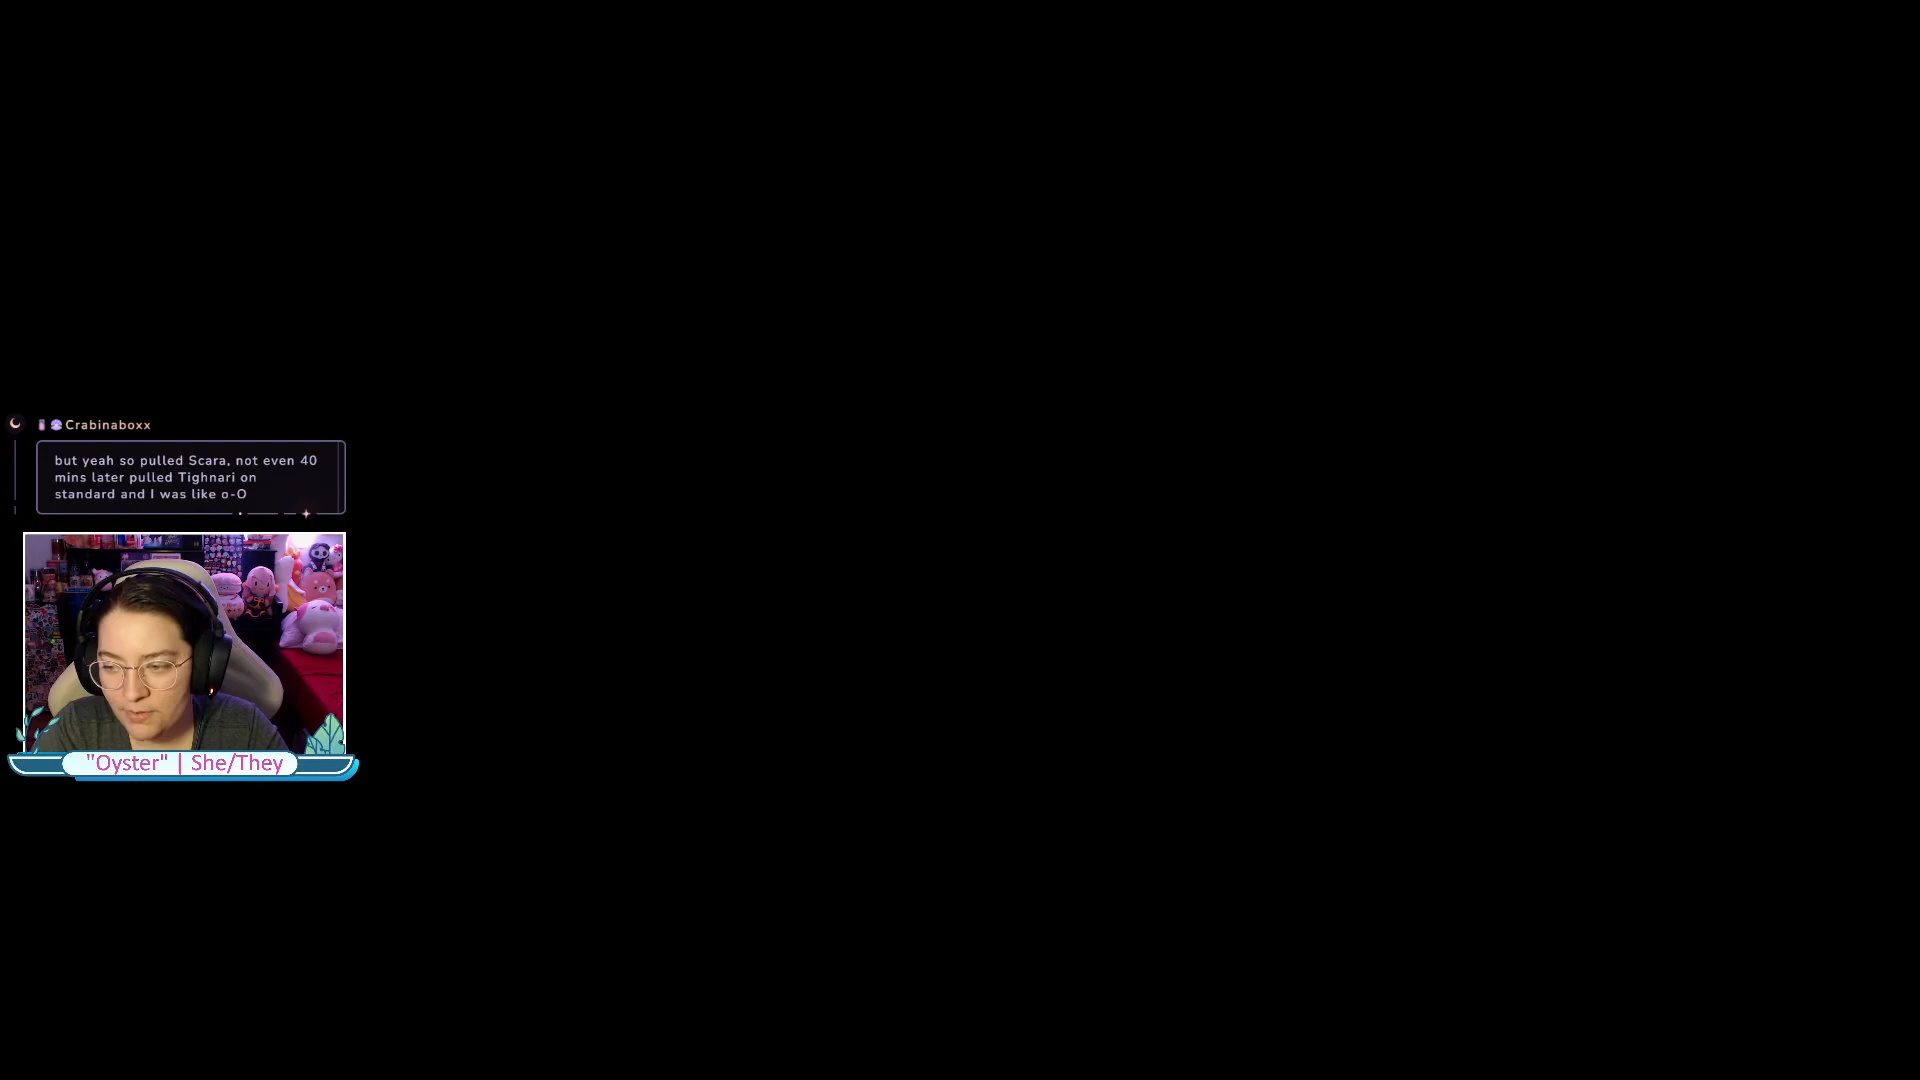 Crabinaboxx
but yeah so pulled Scara, not even 40
mins later pulled Tighnari on
standard and I was like o-O
"Oyster" | She/They